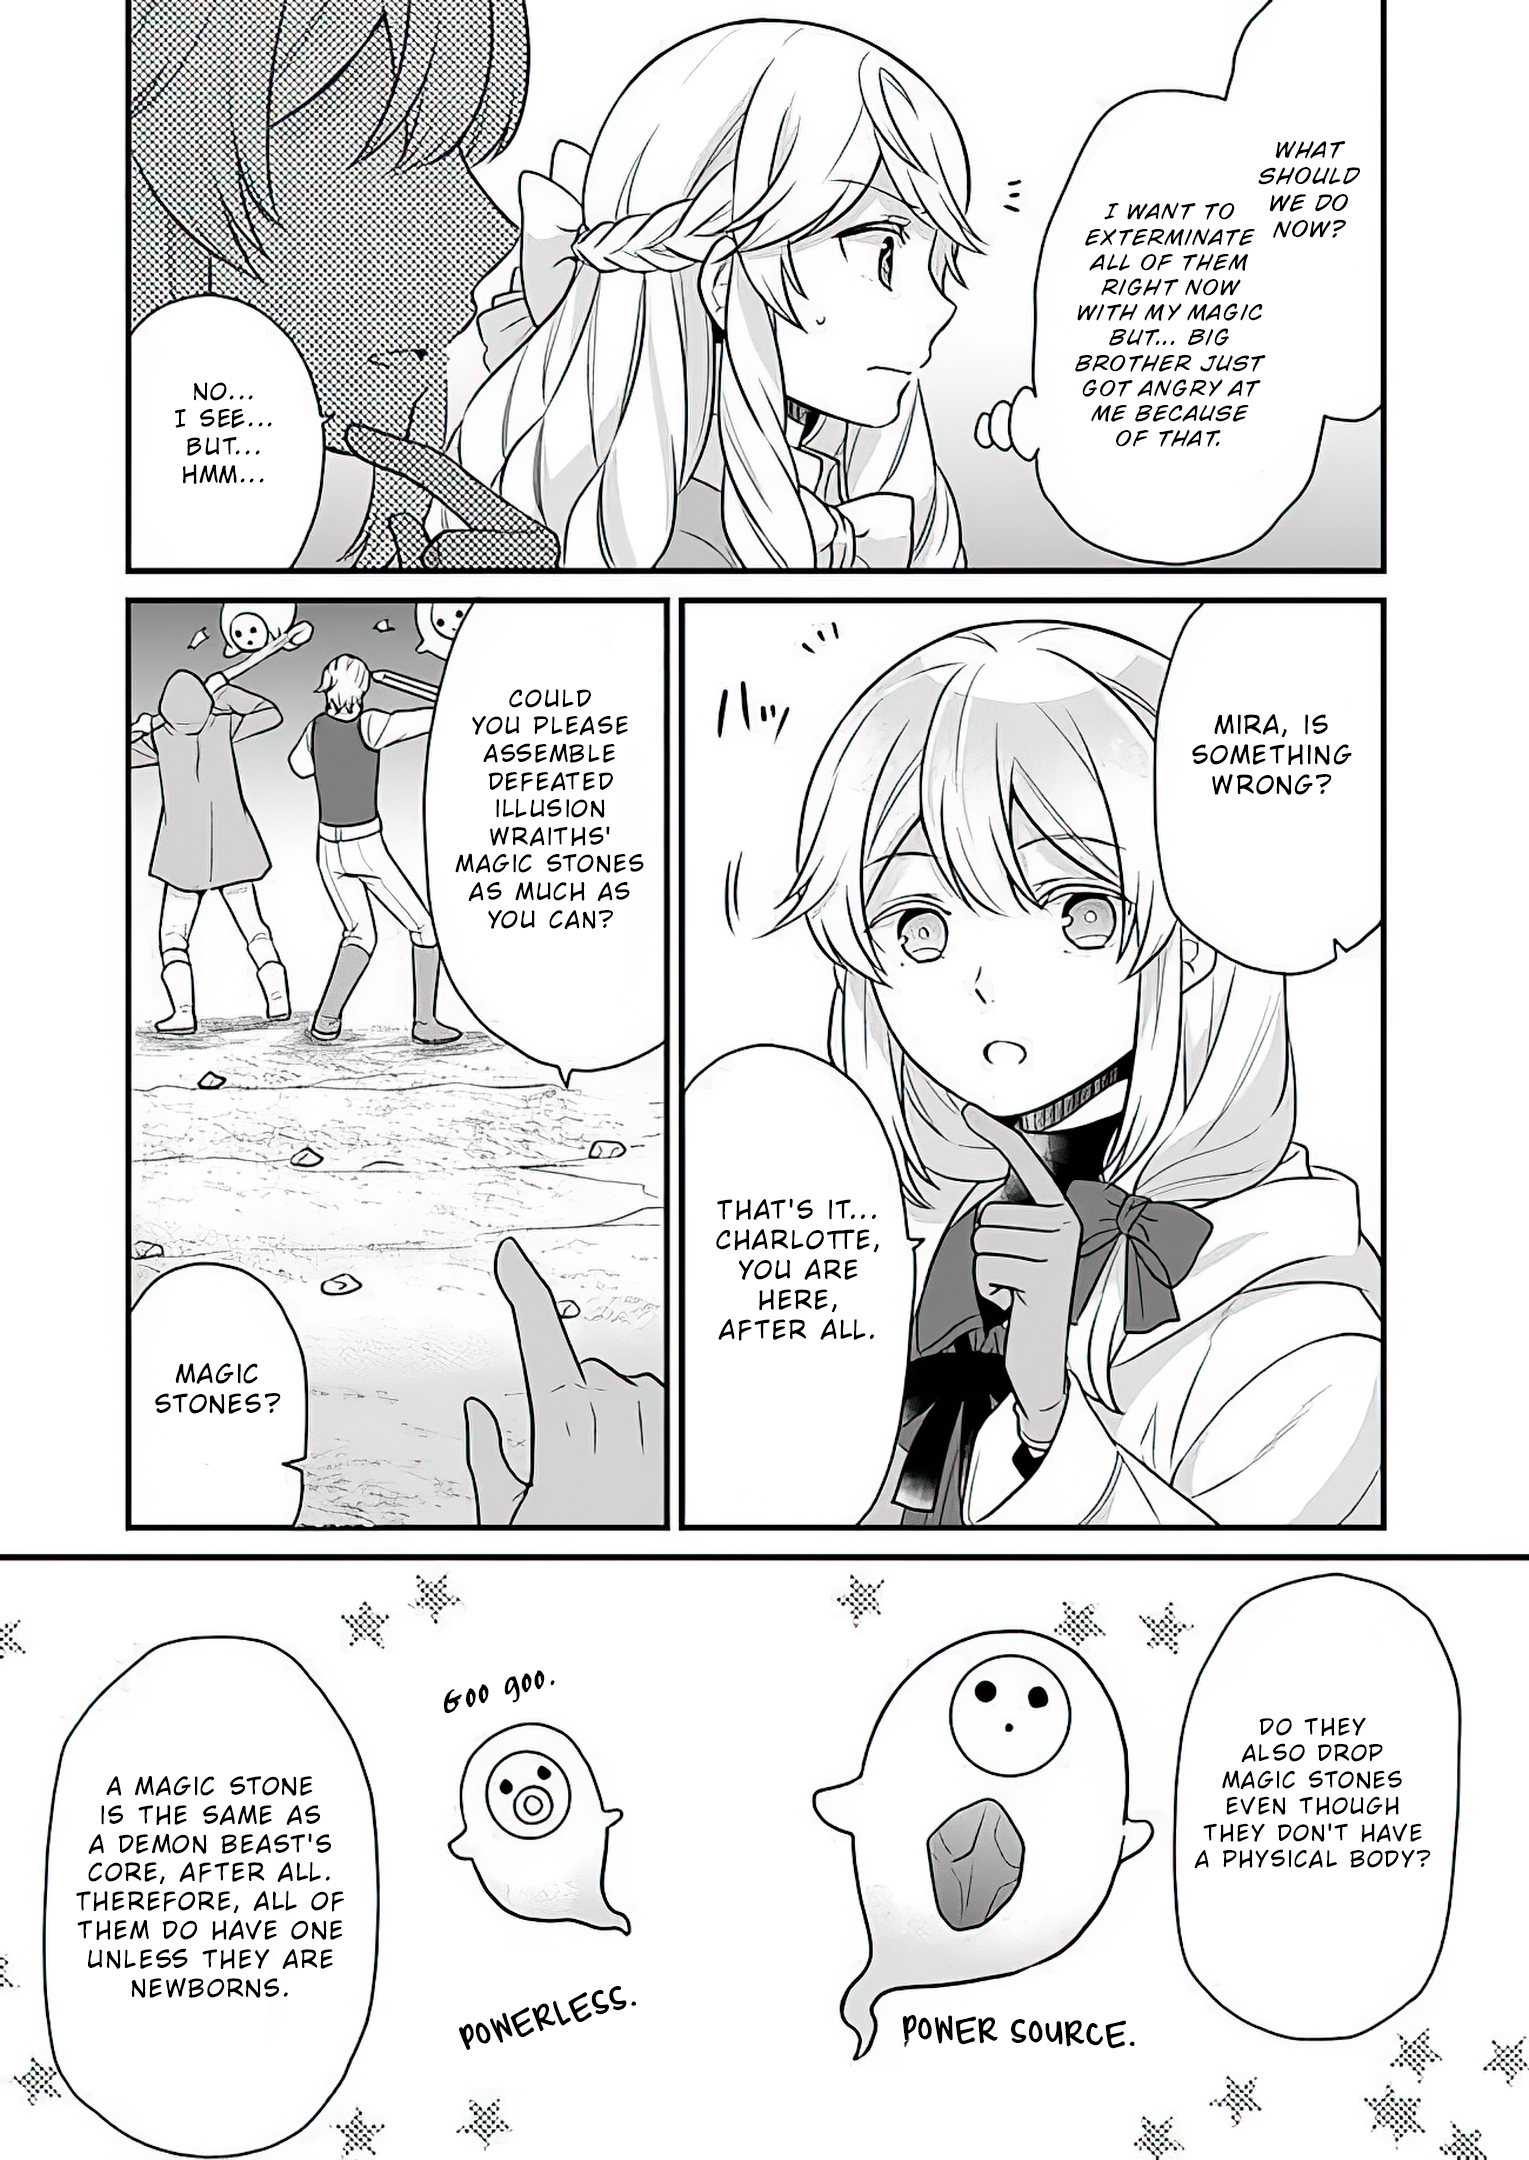 WHAT
SHOULD
WE DO
NOW?
I WANT TO
EXTERMINATE
ALL OF THEM
RIGHT NOW
WITH MY MAGIC
BUT... BIG
BROTHER JUST
GOT ANGRY AT
ME BECAUSE
OF THAT.
NO...
I SEE...
BUT...
HMM...
MIRA, IS
SOMETHING
WRONG?
ハッ
THAT'S IT...
CHARLOTTE,
YOU ARE
HERE,
AFTER ALL.
COULD
YOU PLEASE
ASSEMBLE
DEFEATED
ILLUSION
WRAITHS'
MAGIC STONES
AS MUCH AS
YOU CAN?
MAGIC
STONES?
DO THEY
ALSO DROP
MAGIC STONES
EVEN THOUGH
THEY DON'T HAVE
A PHYSICAL BODY?
POWER SOURCE.
Goo goo.
POWERLESS.
A MAGIC STONE
IS THE SAME AS
A DEMON BEAST'S
CORE, AFTER ALL.
THEREFORE, ALL OF
THEM DO HAVE ONE
UNLESS THEY ARE
NEWBORNS.